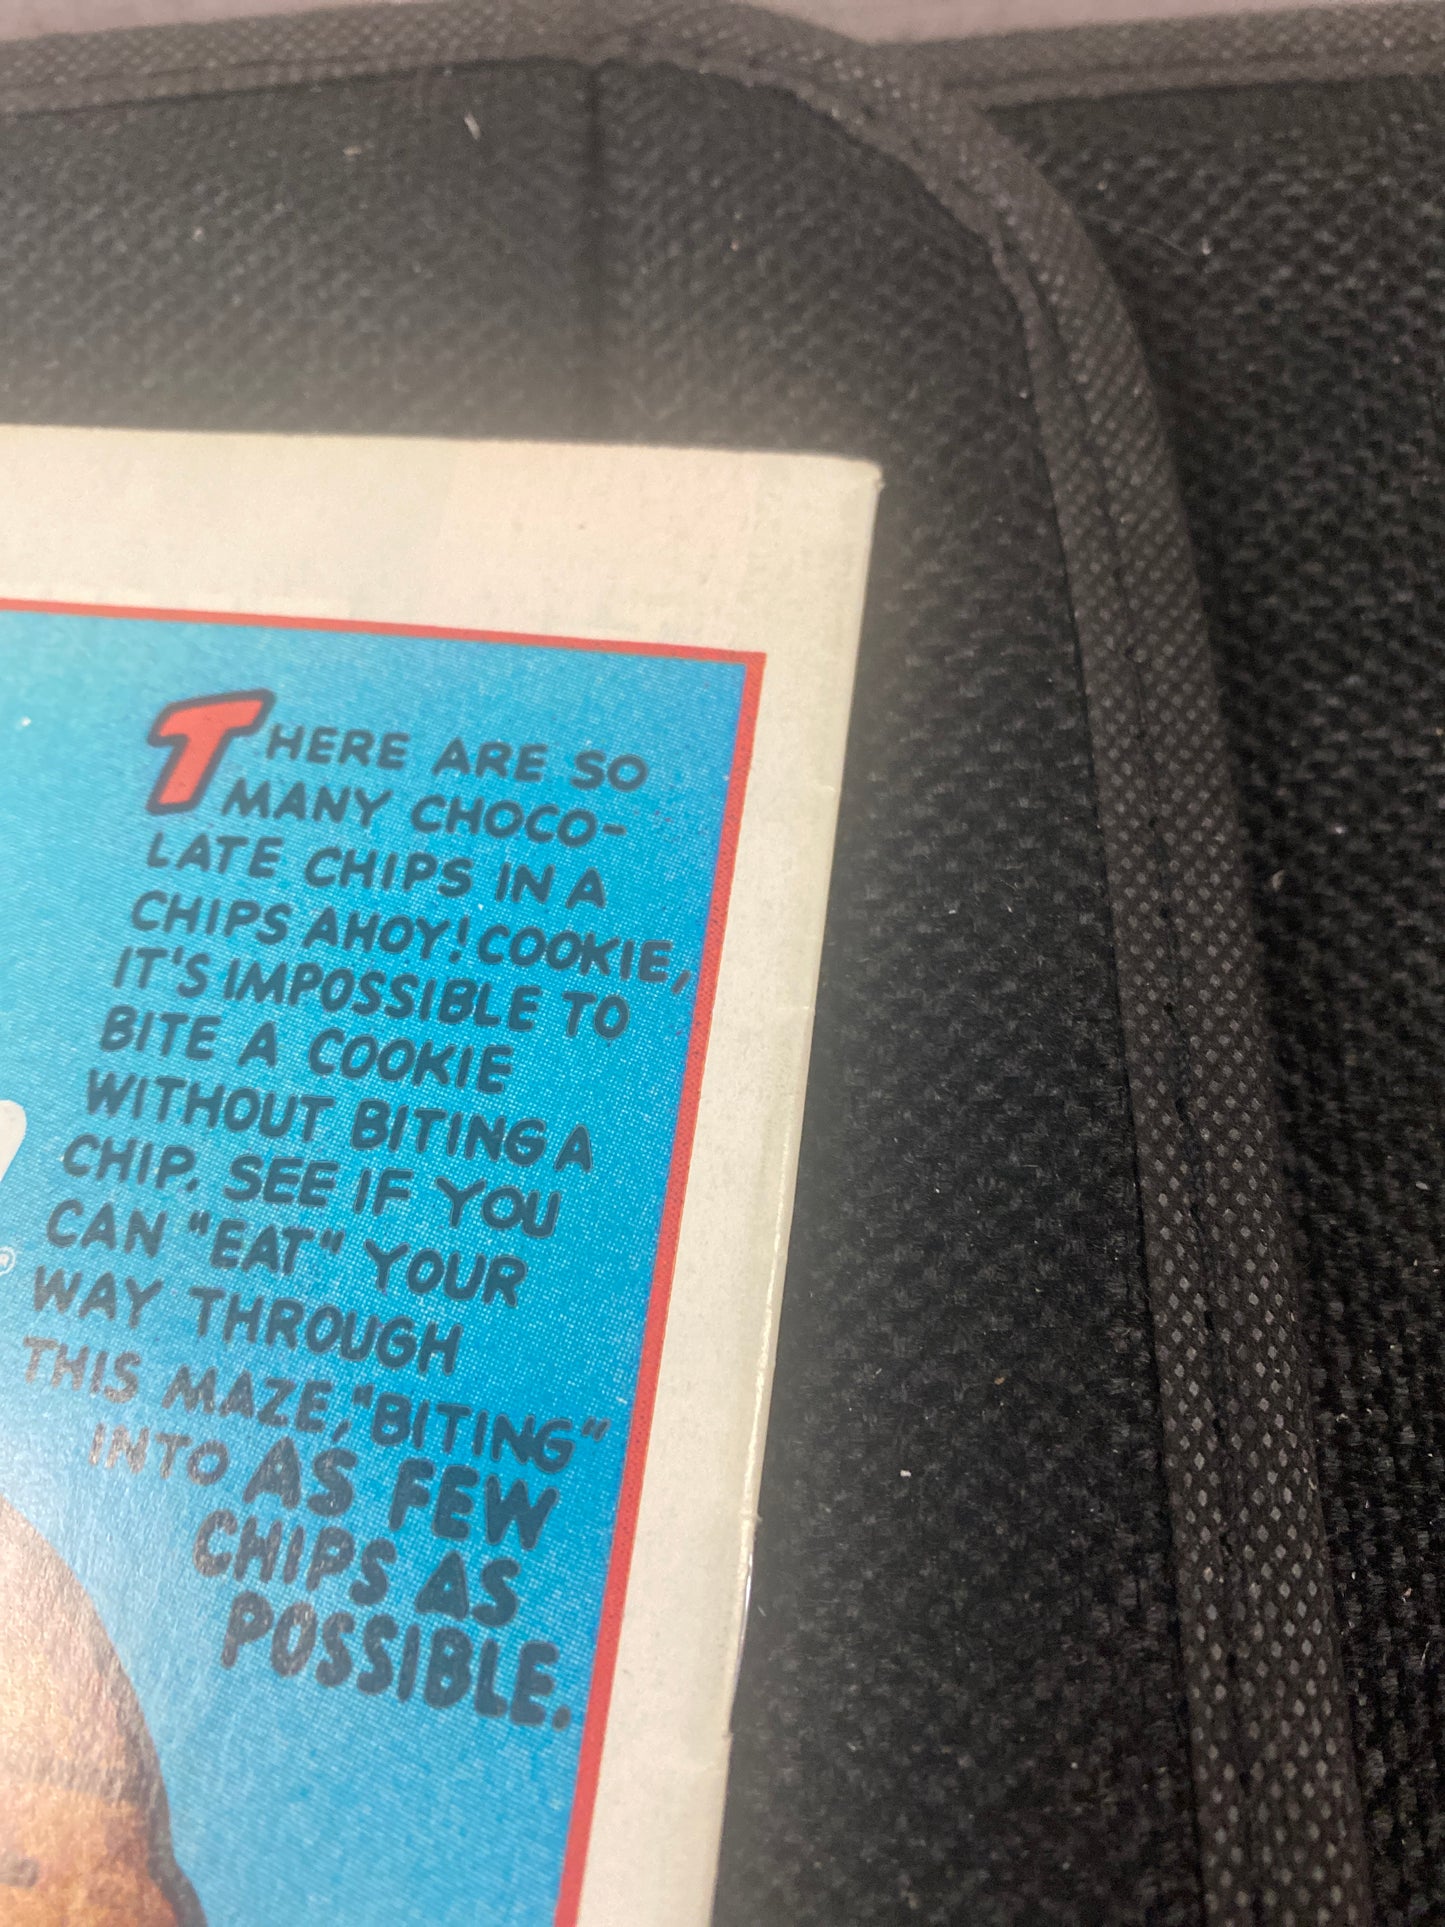 THERE ARE SO
MANY CHOCO-
LATE CHIPS IN A
CHIPS AHOY! COOKIE,
IT'S IMPOSSIBLE TO
BITE A COOKIE
WITHOUT BITING A
CHIP. SEE IF YOU
CAN "EAT" YOUR
WAY THROUGH
THIS MAZE, "BITING"
INTO AS FEW
CHIPS AS
POSSIBLE.